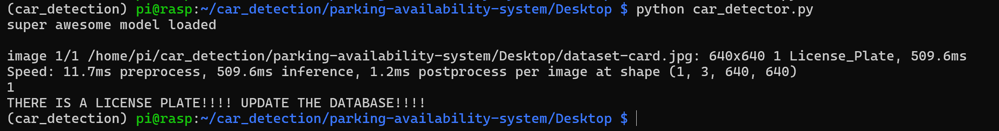 (car_detection) pi@rasp:~/car_detection/parking-availability-system/Desktop $ python car_detector.py
super awesome model loaded
image 1/1 /home/pi/car_detection/parking-availability-system/Desktop/dataset-card.jpg: 640x640 1 License_Plate, 509.6ms
Speed: 11.7ms preprocess, 509.6ms inference, 1.2ms postprocess per image at shape (1, 3, 640, 640)
1
THERE IS A LICENSE PLATE!!!! UPDATE THE DATABASE!!!!
(car_detection) pi@rasp:~/car_detection/parking-availability-system/Desktop $